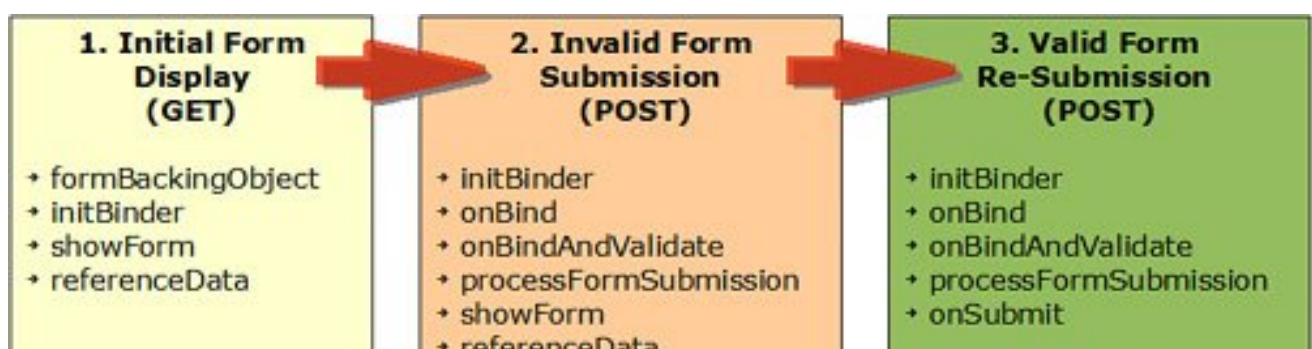 1. Initial Form
Display
(GET)
→ formBackingObject
→ initBinder
→ showForm
→ referenceData
2. Invalid Form
Submission
(POST)
→ initBinder
→ onBind
→ onBindAndValidate
→ processFormSubmission
→ showForm
→ referenceData
3. Valid Form
Re-Submission
(POST)
→ initBinder
→ onBind
→ onBindAndValidate
→ processFormSubmission
→ onSubmit